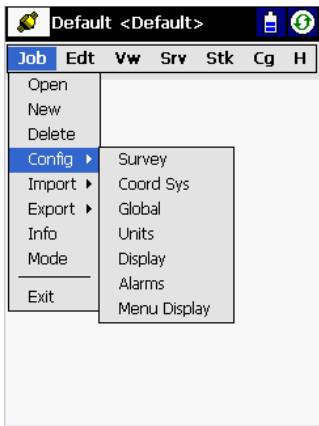 Default <Default>
Job Edt Vw Srv Stk Cg H
Open
New
Delete
Config
Import
Export
Info
Mode
Exit
Survey
Coord Sys
Global
Units
Display
Alarms
Menu Display